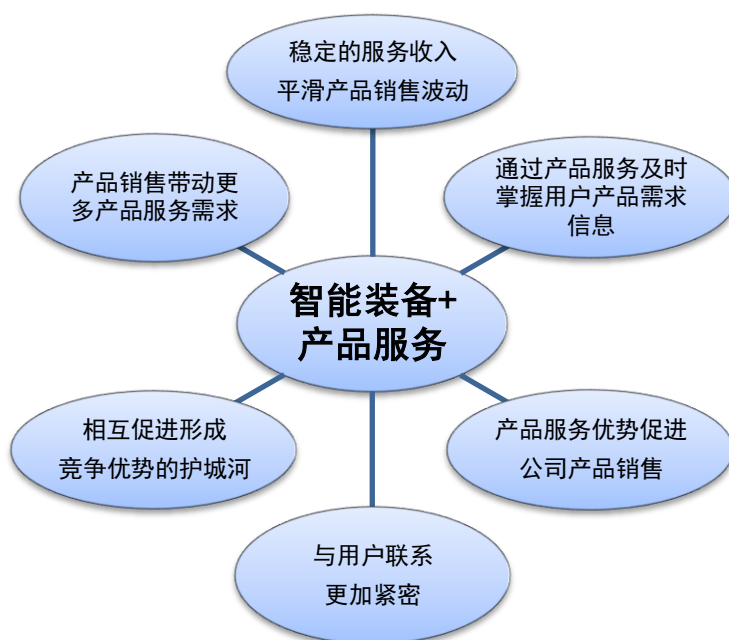 稳定的服务收入
平滑产品销售波动
产品销售带动更
多产品服务需求
通过产品服务及时
掌握用户产品需求
信息
智能装备+
产品服务
相互促进形成
竞争优势的护城河
产品服务优势促进
公司产品销售
与用户联系
更加紧密